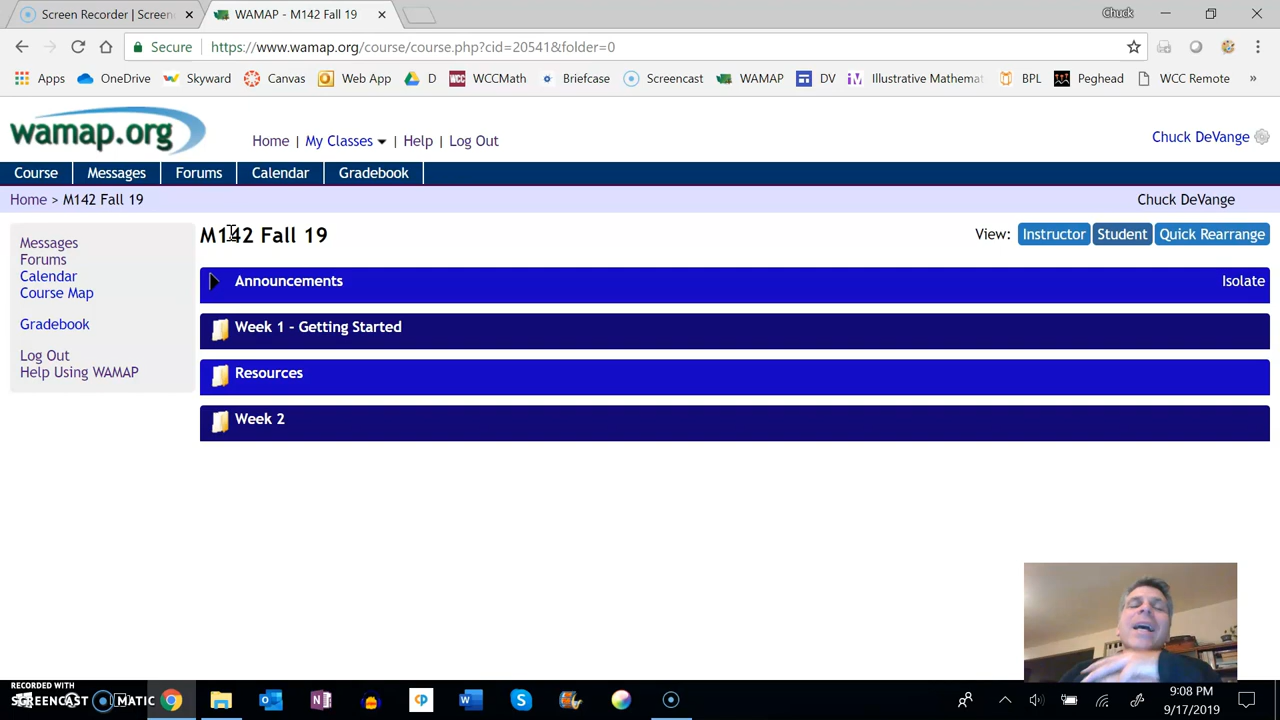 Screen Recorder | Screen
WAMAP - M142 Fall 19
Chuck
Secure
https://www.wamap.org/course/course.php?cid=20541&folder=0
Apps
OneDrive
Skyward
Canvas
Web App
D
WCCMath
Briefcase
Screencast
WAMAP
DV
Illustrative Mathemat
BPL
Peghead
WCC Remote
»
wamap.org
Home | My Classes | Help | Log Out
Chuck DeVange
Course
Messages
Forums
Calendar
Gradebook
Home > M142 Fall 19
Chuck DeVange
Messages
Forums
Calendar
Course Map
Gradebook
Log Out
Help Using WAMAP
M142 Fall 19
View:
Instructor
Student
Quick Rearrange
Announcements
Isolate
Week 1 - Getting Started
Resources
Week 2
RECORDED WITH
SCREENCAST MATIC
9:08 PM
9/17/2019